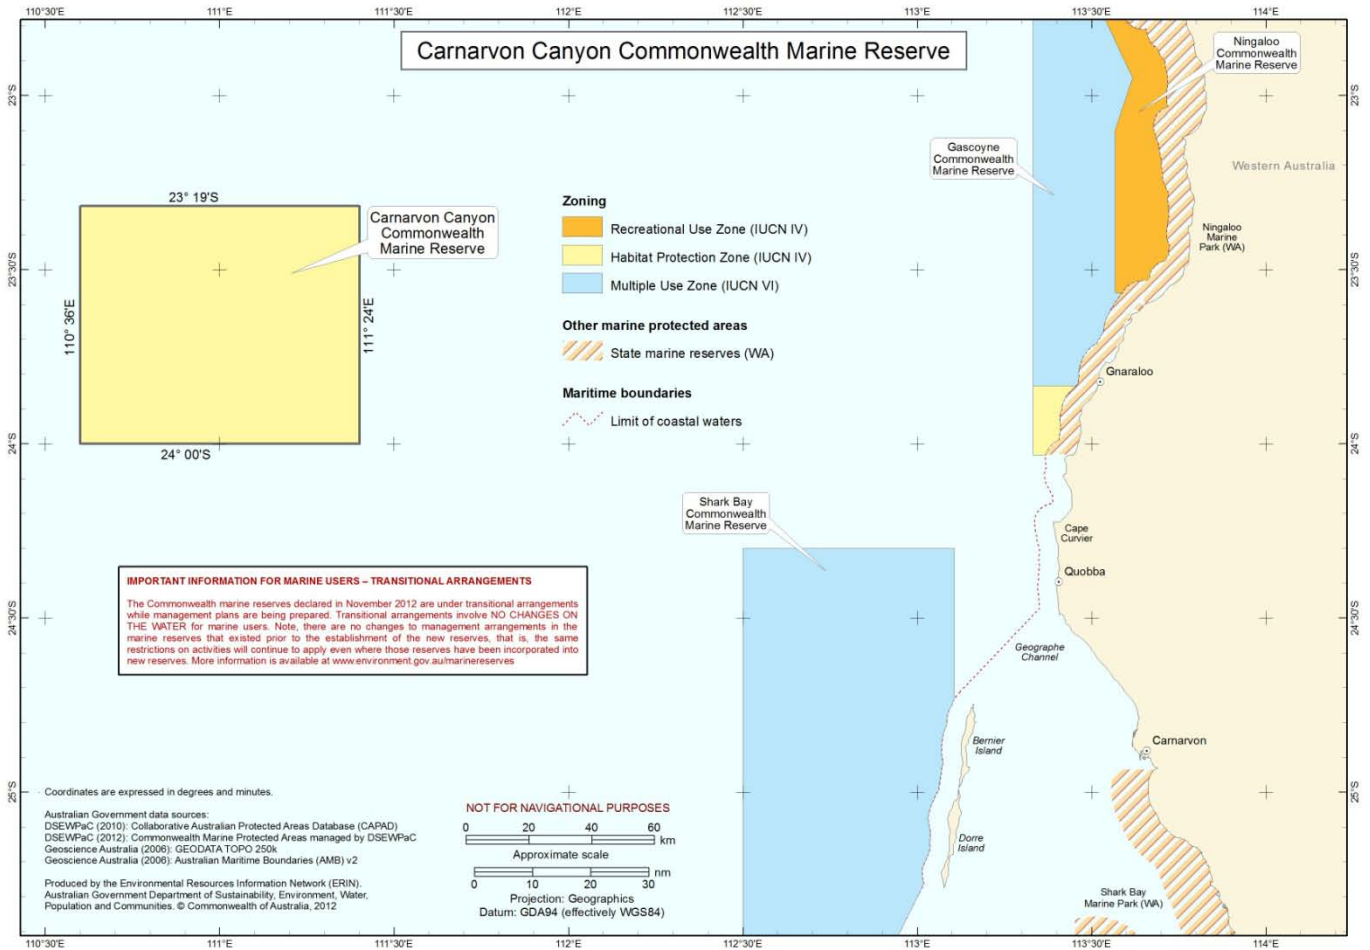 110°30'E 111°E 111°30'E 112°E 112°30'E 113°E 113°30'E 114°E
Carnarvon Canyon Commonwealth Marine Reserve
Ningaloo
Commonwealth
Marine Reserve
23°S
23°S
Gascoyne
Commonwealth
Marine Reserve
Western Australia
23° 19'S
Carnarvon Canyon
Commonwealth
Marine Reserve
110° 36'E
111° 24'E
24° 00'S
Zoning
Recreational Use Zone (IUCN IV)
Habitat Protection Zone (IUCN IV)
Multiple Use Zone (IUCN VI)
Other marine protected areas
State marine reserves (WA)
Maritime boundaries
Limit of coastal waters
Ningaloo
Marine
Park (WA)
23°30'S
23°30'S
Gnaraloo
24°S
24°S
Shark Bay
Commonwealth
Marine Reserve
Cape
Curvier
Quobba
24°30'S
24°30'S
Geographe
Channel
IMPORTANT INFORMATION FOR MARINE USERS – TRANSITIONAL ARRANGEMENTS
The Commonwealth marine reserves declared in November 2012 are under transitional arrangements
while management plans are being prepared. Transitional arrangements involve NO CHANGES ON
THE WATER for marine users. Note, there are no changes to management arrangements in the
marine reserves that existed prior to the establishment of the new reserves, that is, the same
restrictions on activities will continue to apply even where those reserves have been incorporated into
new reserves. More information is available at www.environment.gov.au/marinereserves
Bernier
Island
Carnarvon
25°S
25°S
Dorre
Island
Shark Bay
Marine Park (WA)
Coordinates are expressed in degrees and minutes.
Australian Government data sources:
DSEWPaC (2010): Collaborative Australian Protected Areas Database (CAPAD)
DSEWPaC (2012): Commonwealth Marine Protected Areas managed by DSEWPaC
Geoscience Australia (2006): GEODATA TOPO 250k
Geoscience Australia (2006): Australian Maritime Boundaries (AMB) v2
Produced by the Environmental Resources Information Network (ERIN).
Australian Government Department of Sustainability, Environment, Water,
Population and Communities. © Commonwealth of Australia, 2012
NOT FOR NAVIGATIONAL PURPOSES
0 20 40 60
km
Approximate scale
nm
0 10 20 30
Projection: Geographics
Datum: GDA94 (effectively WGS84)
110°30'E 111°E 111°30'E 112°E 112°30'E 113°E 113°30'E 114°E